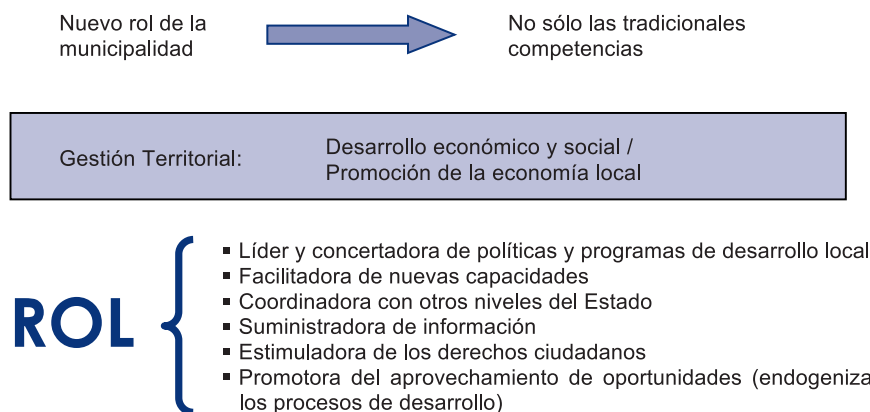 Nuevo rol de la
municipalidad
No sólo las tradicionales
competencias
Gestión Territorial:
Desarrollo económico y social /
Promoción de la economía local
ROL
▪ Líder y concertadora de políticas y programas de desarrollo local
▪ Facilitadora de nuevas capacidades
▪ Coordinadora con otros niveles del Estado
▪ Suministradora de información
▪ Estimuladora de los derechos ciudadanos
▪ Promotora del aprovechamiento de oportunidades (endogeniza
los procesos de desarrollo)